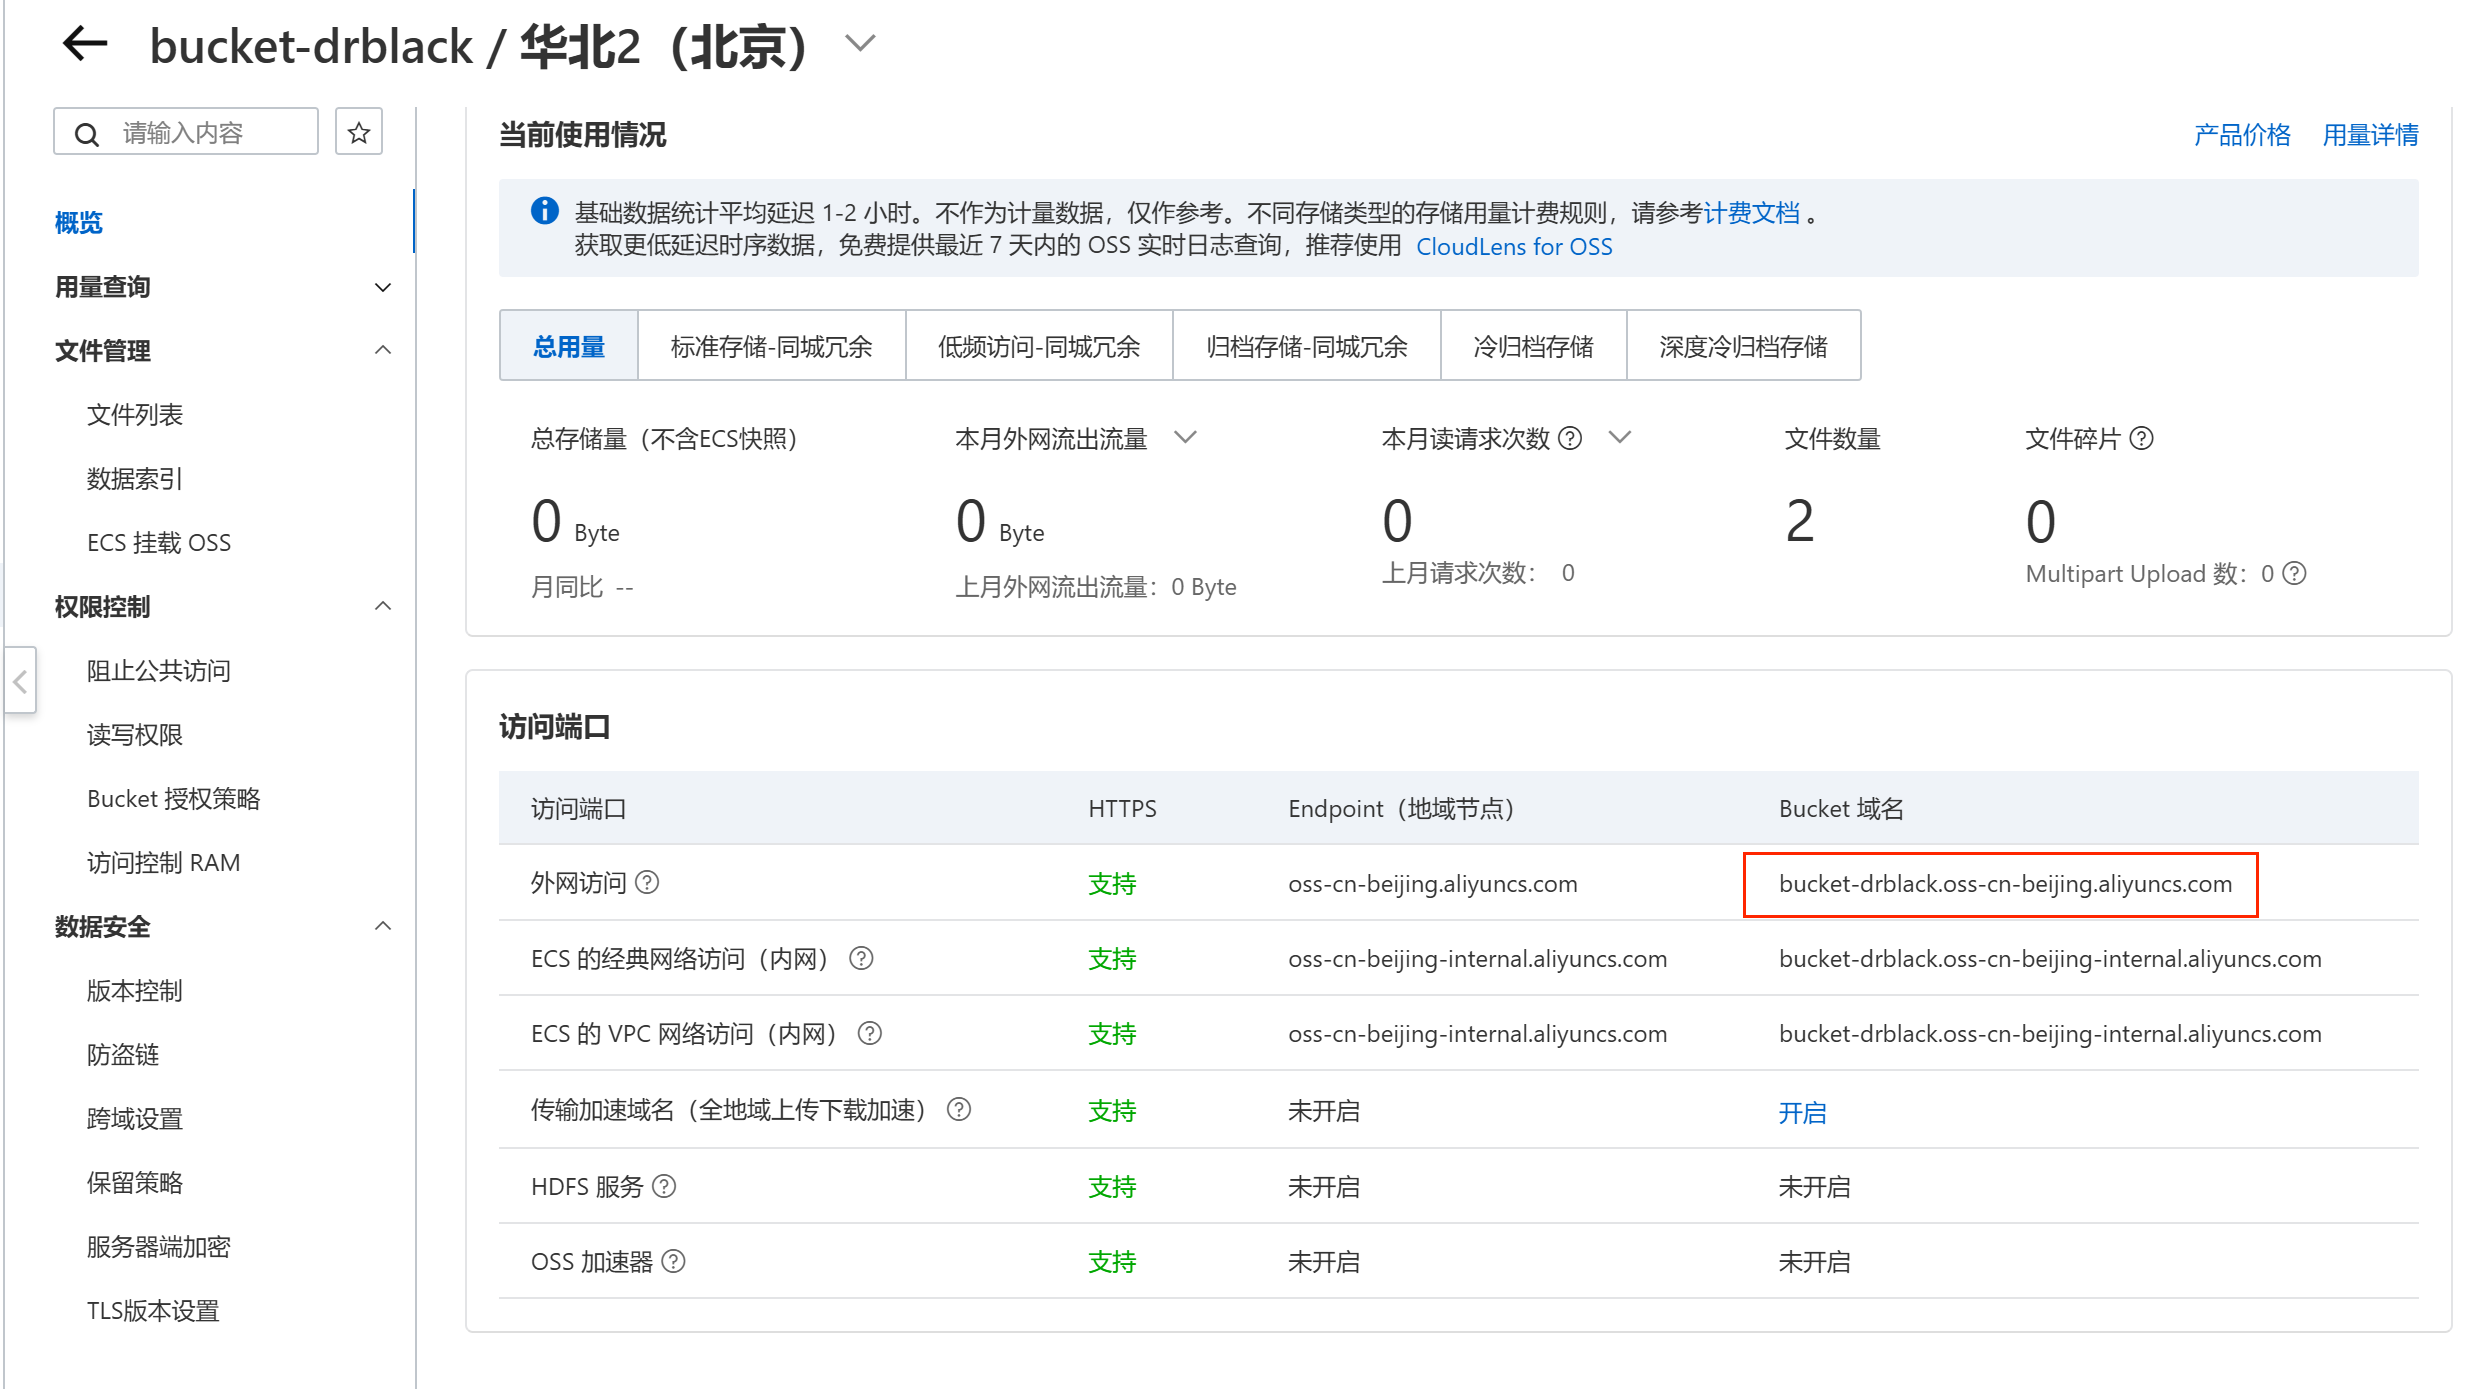 bucket-drblack / 华北2（北京）
请输入内容
概览
用量查询
文件管理
文件列表
数据索引
ECS 挂载 OSS
权限控制
阻止公共访问
读写权限
Bucket 授权策略
访问控制 RAM
数据安全
版本控制
防盗链
跨域设置
保留策略
服务器端加密
TLS版本设置
当前使用情况
产品价格 用量详情
基础数据统计平均延迟 1-2 小时。不作为计量数据，仅作参考。不同存储类型的存储用量计费规则，请参考计费文档 。
获取更低延迟时序数据，免费提供最近 7 天内的 OSS 实时日志查询，推荐使用 CloudLens for OSS
总用量 标准存储-同城冗余 低频访问-同城冗余 归档存储-同城冗余 冷归档存储 深度冷归档存储
总存储量（不含ECS快照） 本月外网流出流量 本月读请求次数 文件数量 文件碎片
0 Byte 0 Byte 0 2 0
月同比 -- 上月外网流出流量：0 Byte 上月请求次数： 0 Multipart Upload 数：0
访问端口
访问端口 HTTPS Endpoint（地域节点） Bucket 域名
外网访问 支持 oss-cn-beijing.aliyuncs.com bucket-drblack.oss-cn-beijing.aliyuncs.com
ECS 的经典网络访问（内网） 支持 oss-cn-beijing-internal.aliyuncs.com bucket-drblack.oss-cn-beijing-internal.aliyuncs.com
ECS 的 VPC 网络访问（内网） 支持 oss-cn-beijing-internal.aliyuncs.com bucket-drblack.oss-cn-beijing-internal.aliyuncs.com
传输加速域名（全地域上传下载加速） 支持 未开启 开启
HDFS 服务 支持 未开启 未开启
OSS 加速器 支持 未开启 未开启